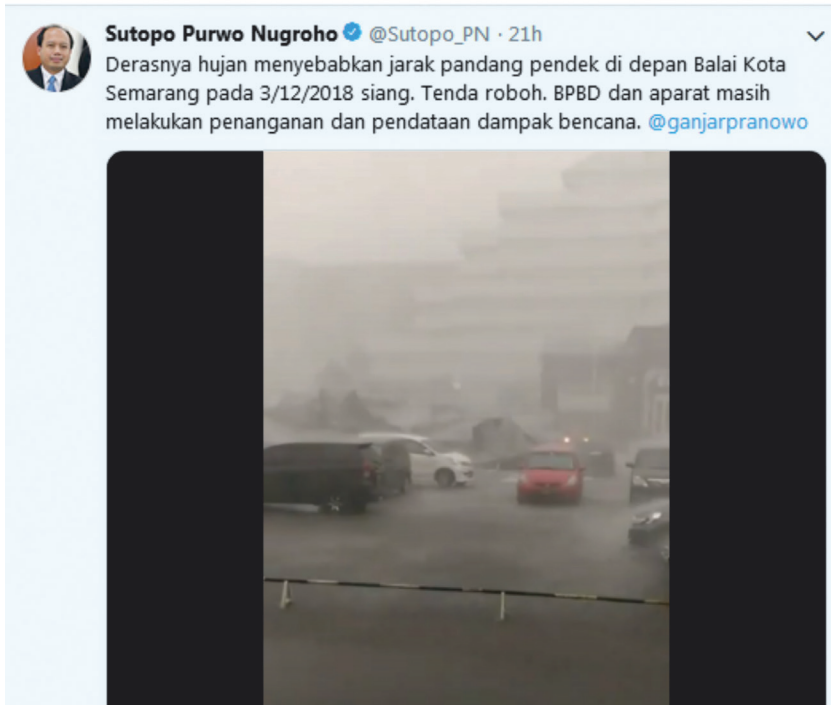 Sutopo Purwo Nugroho @Sutopo_PN · 21h
Derasnya hujan menyebabkan jarak pandang pendek di depan Balai Kota
Semarang pada 3/12/2018 siang. Tenda roboh. BPBD dan aparat masih
melakukan penanganan dan pendataan dampak bencana. @ganjarpranowo